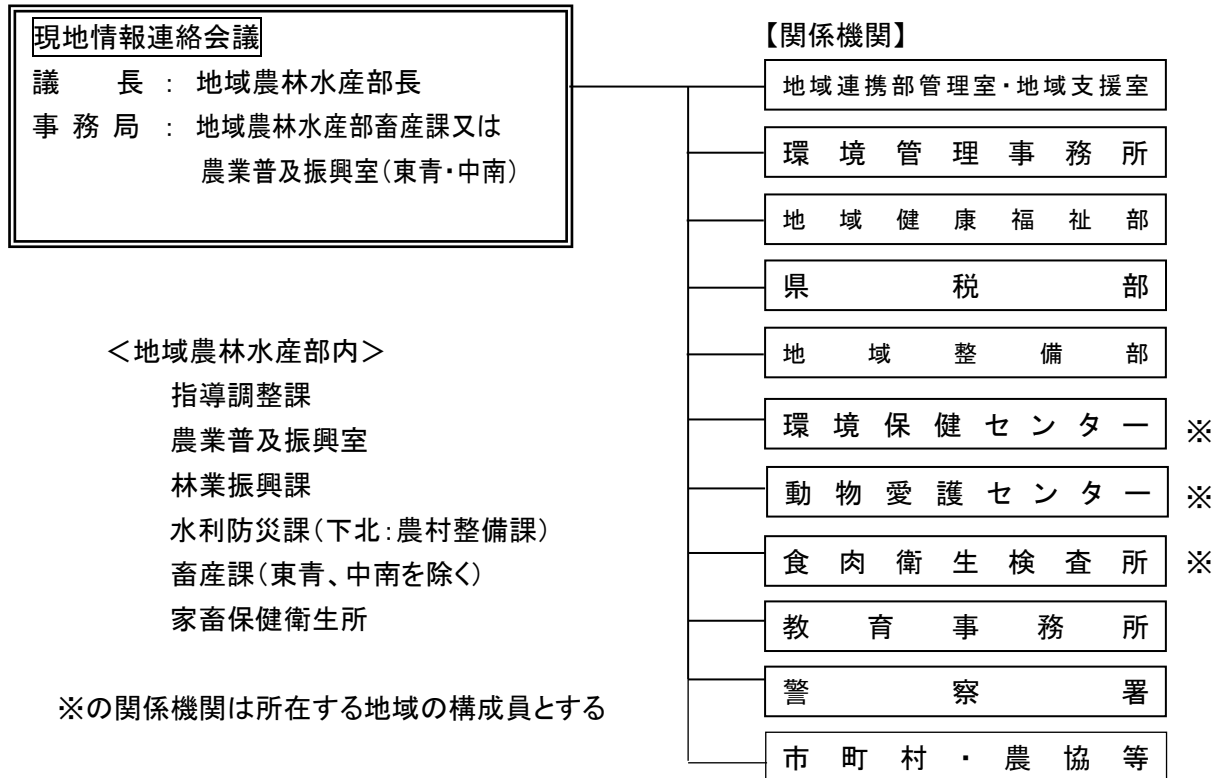 現地情報連絡会議
議　長　:　地域農林水産部長
事務局　:　地域農林水産部畜産課又は
農業普及振興室(東青・中南)
＜地域農林水産部内＞
指導調整課
農業普及振興室
林業振興課
水利防災課(下北:農村整備課)
畜産課(東青、中南を除く)
家畜保健衛生所
※の関係機関は所在する地域の構成員とする
【関係機関】
地域連携部管理室・地域支援室
環境管理事務所
地域健康福祉部
県税部
地域整備部
環境保健センター ※
動物愛護センター ※
食肉衛生検査所 ※
教育事務所
警察署
市町村・農協等